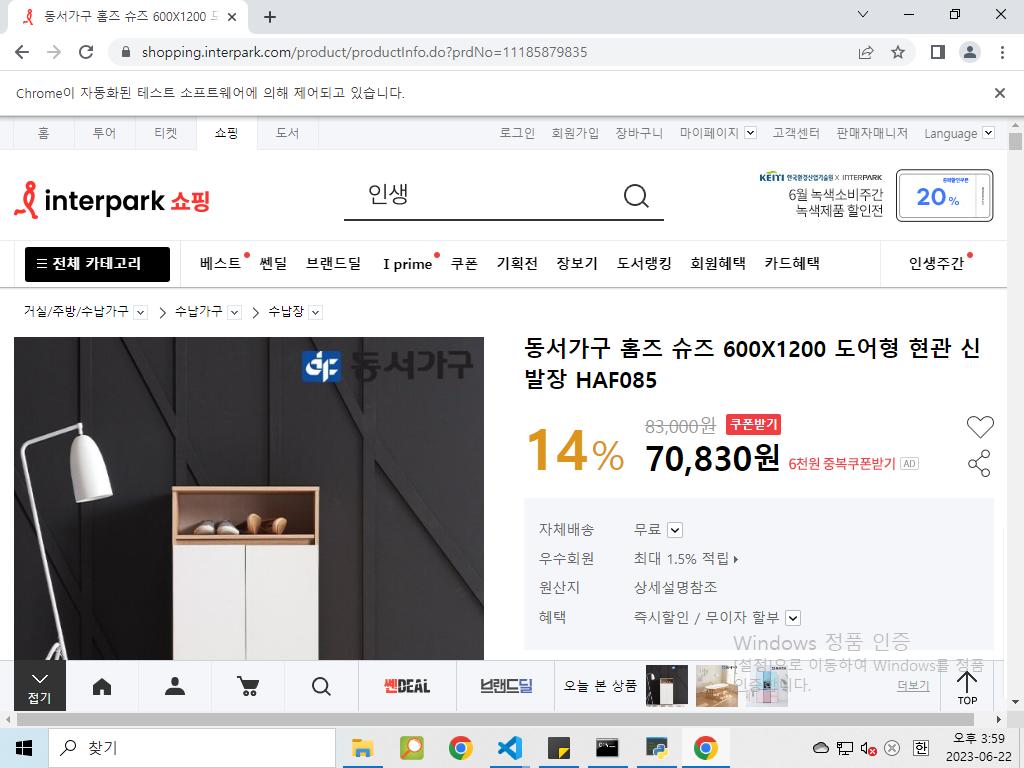 동서가구 홈즈 슈즈 600X1200 도
shopping.interpark.com/product/productInfo.do?prdNo=11185879835
Chrome이 자동화된 테스트 소프트웨어에 의해 제어되고 있습니다.
홈 투어 티켓 쇼핑 도서 로그인 회원가입 장바구니 마이페이지 고객센터 판매자매니저 Language
interpark 쇼핑
인생
KEITI 한국환경산업기술원 X INTERPARK
6월 녹색소비주간
녹색제품 할인전
중복할인쿠폰
20%
전체 카테고리 베스트 쎈딜 브랜드딜 I prime 쿠폰 기획전 장보기 도서랭킹 회원혜택 카드혜택 인생주간
거실/주방/수납가구 수납가구 수납장
동서가구
동서가구 홈즈 슈즈 600X1200 도어형 현관 신
발장 HAF085
14%
83,000원 쿠폰받기
70,830원 6천원 중복쿠폰받기 AD
자체배송 무료
우수회원 최대 1.5% 적립
원산지 상세설명참조
혜택 즉시할인 / 무이자 할부
Windows 정품 인증
[설정]으로 이동하여 Windows를 정품
인증합니다.
접기 쎈DEAL 브랜드딜 오늘 본 상품 더보기 TOP
찾기
오후 3:59
한
2023-06-22